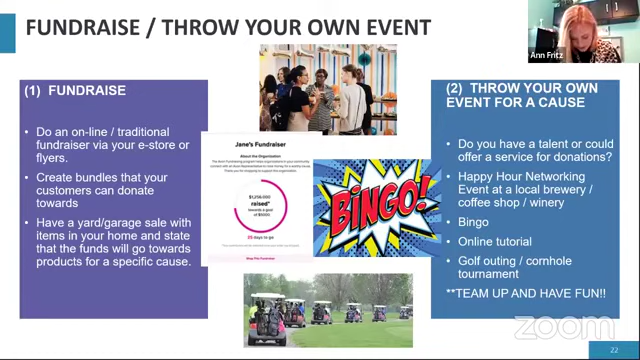 FUNDRAISE / THROW YOUR OWN EVENT
Ann Fritz
(1) FUNDRAISE
Do an on-line / traditional
fundraiser via your e-store or
flyers.
Create bundles that your
customers can donate
towards
Have a yard/garage sale with
items in your home and state
that the funds will go towards
products for a specific cause.
Jane's Fundraiser
About the Organization:
raised*
towards a goal
of $5000
25 days to go
Shop This Fundraiser
BINGO!
(2) THROW YOUR OWN
EVENT FOR A CAUSE
Do you have a talent or could
offer a service for donations?
Happy Hour Networking
Event at a local brewery /
coffee shop / winery
Bingo
Online tutorial
Golf outing / cornhole
tournament
**TEAM UP AND HAVE FUN!!
zoom
22